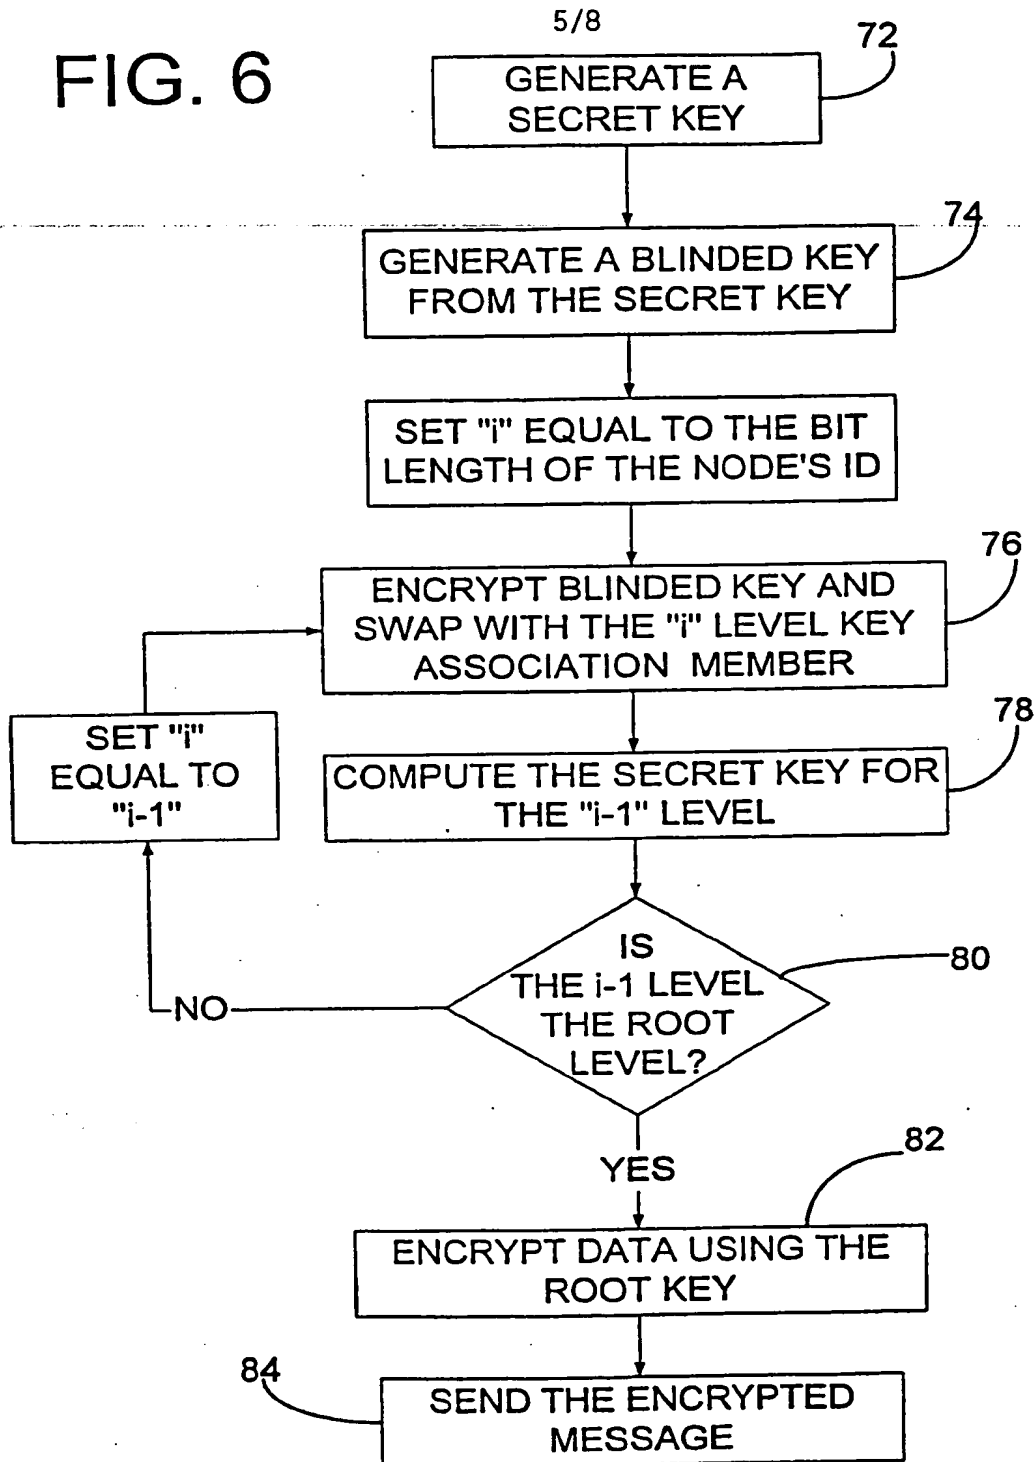 5/8
FIG. 6
72
GENERATE A
SECRET KEY
74
GENERATE A BLINDED KEY
FROM THE SECRET KEY
SET "i" EQUAL TO THE BIT
LENGTH OF THE NODE'S ID
76
ENCRYPT BLINDED KEY AND
SWAP WITH THE "i" LEVEL KEY
ASSOCIATION MEMBER
SET "i"
EQUAL TO
"i-1"
78
COMPUTE THE SECRET KEY FOR
THE "i-1" LEVEL
80
IS
THE i-1 LEVEL
THE ROOT
LEVEL?
NO
YES
82
ENCRYPT DATA USING THE
ROOT KEY
84
SEND THE ENCRYPTED
MESSAGE